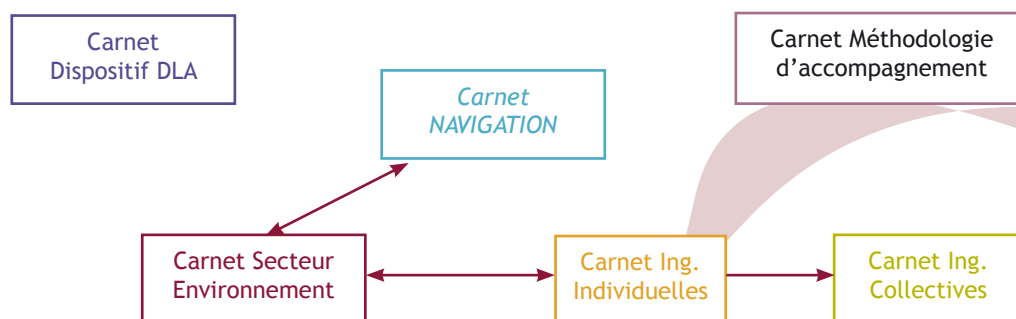 Carnet
Dispositif DLA
Carnet Méthodologie
d’accompagnement
Carnet
NAVIGATION
Carnet Secteur
Environnement
Carnet Ing.
Individuelles
Carnet Ing.
Collectives